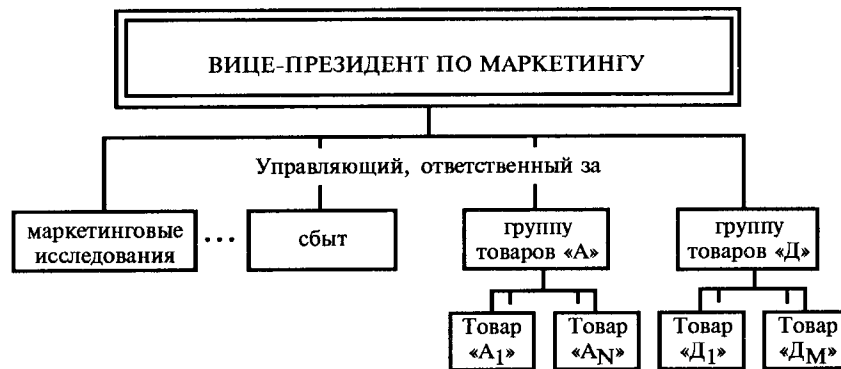 ВИЦЕ-ПРЕЗИДЕНТ ПО МАРКЕТИНГУ
Управляющий, ответственный за
маркетинговые
исследования
...
сбыт
группу
товаров «А»
группу
товаров «Д»
Товар
«А1»
Товар
«АN»
Товар
«Д1»
Товар
«ДМ»